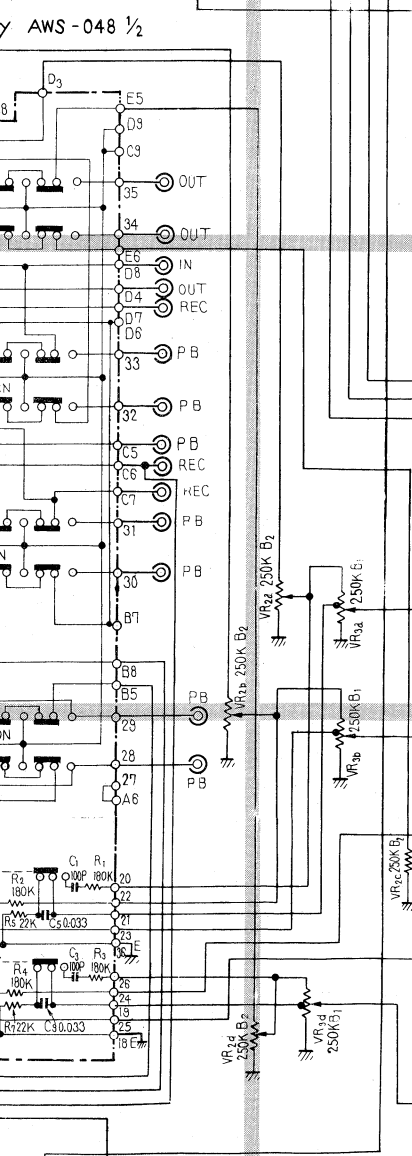 y AWS-048 ½
D3
8
E5
D9
C9
35 OUT
34 OUT
E6 IN
D8
OUT
D4 REC
D7
D6
33 PB
N
32 PB
C5 PB
C6 REC
C7 REC
31 PB
N
30 PB
B7
VR2a 250K B2
VR3a 250K B1
B8
B5
PB
VR2b 250K B2
29
ON
VR3b 250K B1
28
PB
27
A6
C1 100P
R1 180K
20
R2 180K
22
R5 22K C5 0.033
21
23
36 E
VR2c 250K B2
C3 100P
R3 180K
R4 180K
26
24
R7 22K C9 0.033
19
25
18 E
VR2d 250K B2
VR3d 250K B1